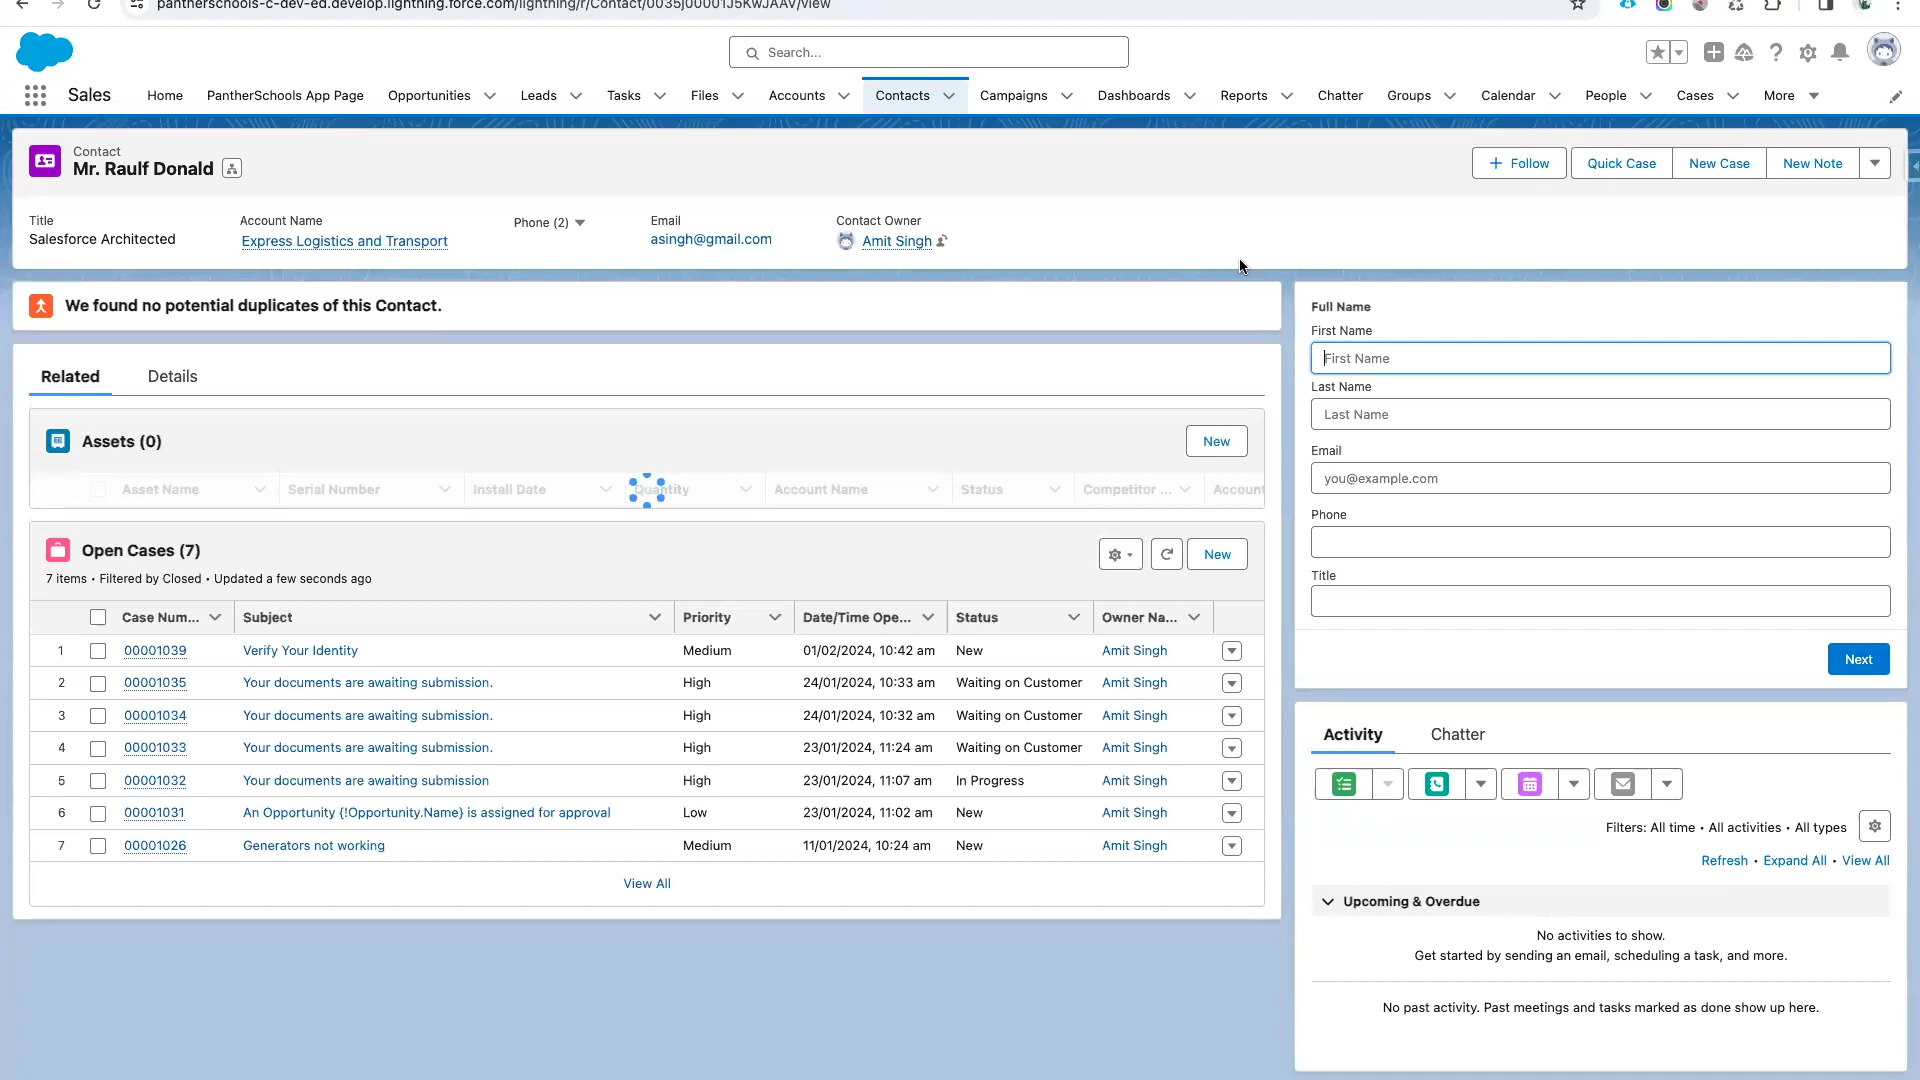 pantherschools-c-dev-ed.develop.lightning.force.com/lightning/r/Contact/0035j00001J5KwJAAV/view
Search...
Sales
Home
PantherSchools App Page
Opportunities
Leads
Tasks
Files
Accounts
Contacts
Campaigns
Dashboards
Reports
Chatter
Groups
Calendar
People
Cases
More
Contact
Mr. Raulf Donald
Follow
Quick Case
New Case
New Note
Title
Salesforce Architected
Account Name
Express Logistics and Transport
Phone (2)
Email
asingh@gmail.com
Contact Owner
Amit Singh
We found no potential duplicates of this Contact.
Related
Details
Assets (0)
New
Asset Name
Serial Number
Install Date
Quantity
Account Name
Status
Competitor ...
Account
Open Cases (7)
7 items • Filtered by Closed • Updated a few seconds ago
New
Case Num...
Subject
Priority
Date/Time Ope...
Status
Owner Na...
1 00001039 Verify Your Identity Medium 01/02/2024, 10:42 am New Amit Singh
2 00001035 Your documents are awaiting submission. High 24/01/2024, 10:33 am Waiting on Customer Amit Singh
3 00001034 Your documents are awaiting submission. High 24/01/2024, 10:32 am Waiting on Customer Amit Singh
4 00001033 Your documents are awaiting submission. High 23/01/2024, 11:24 am Waiting on Customer Amit Singh
5 00001032 Your documents are awaiting submission High 23/01/2024, 11:07 am In Progress Amit Singh
6 00001031 An Opportunity {!Opportunity.Name} is assigned for approval Low 23/01/2024, 11:02 am New Amit Singh
7 00001026 Generators not working Medium 11/01/2024, 10:24 am New Amit Singh
View All
Full Name
First Name
First Name
Last Name
Last Name
Email
you@example.com
Phone
Title
Next
Activity
Chatter
Filters: All time • All activities • All types
Refresh • Expand All • View All
Upcoming & Overdue
No activities to show.
Get started by sending an email, scheduling a task, and more.
No past activity. Past meetings and tasks marked as done show up here.